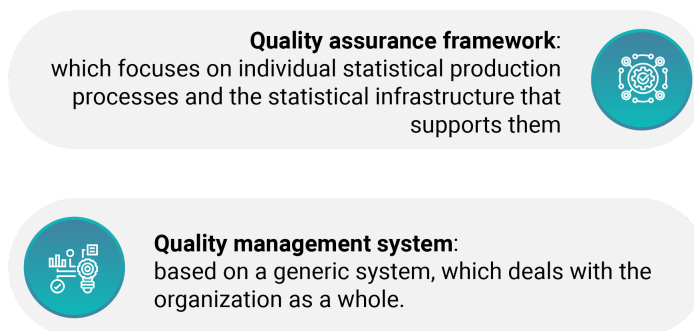 Quality assurance framework:
which focuses on individual statistical production
processes and the statistical infrastructure that
supports them
Quality management system:
based on a generic system, which deals with the
organization as a whole.